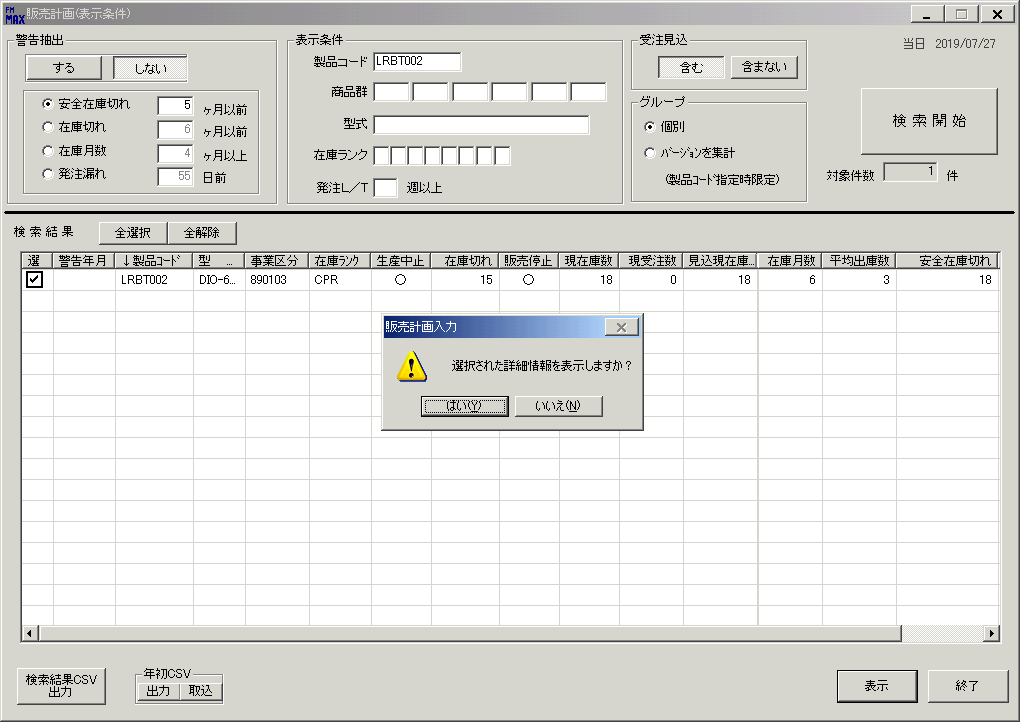 FM MAX 販売計画(表示条件)
警告抽出
する しない
安全在庫切れ 5 ヶ月以前
在庫切れ 6 ヶ月以前
在庫月数 4 ヶ月以上
発注漏れ 55 日前
表示条件
製品コード LRBT002
商品群
型式
在庫ランク
発注L/T 週以上
受注見込
含む 含まない
グループ
個別
バージョンを集計
(製品コード指定時限定)
当日 2019/07/27
検索開始
対象件数 1 件
検索結果 全選択 全解除
選 警告年月 ↓製品コード 型 ... 事業区分 在庫ランク 生産中止 在庫切れ 販売停止 現在庫数 現受注数 見込現在庫... 在庫月数 平均出庫数 安全在庫切れ
LRBT002 DIO-6... 890103 CPR ○ 15 ○ 18 0 18 6 3 18
販売計画入力
選択された詳細情報を表示しますか?
はい(Y) いいえ(N)
検索結果CSV
出力
年初CSV
出力 取込
表示 終了